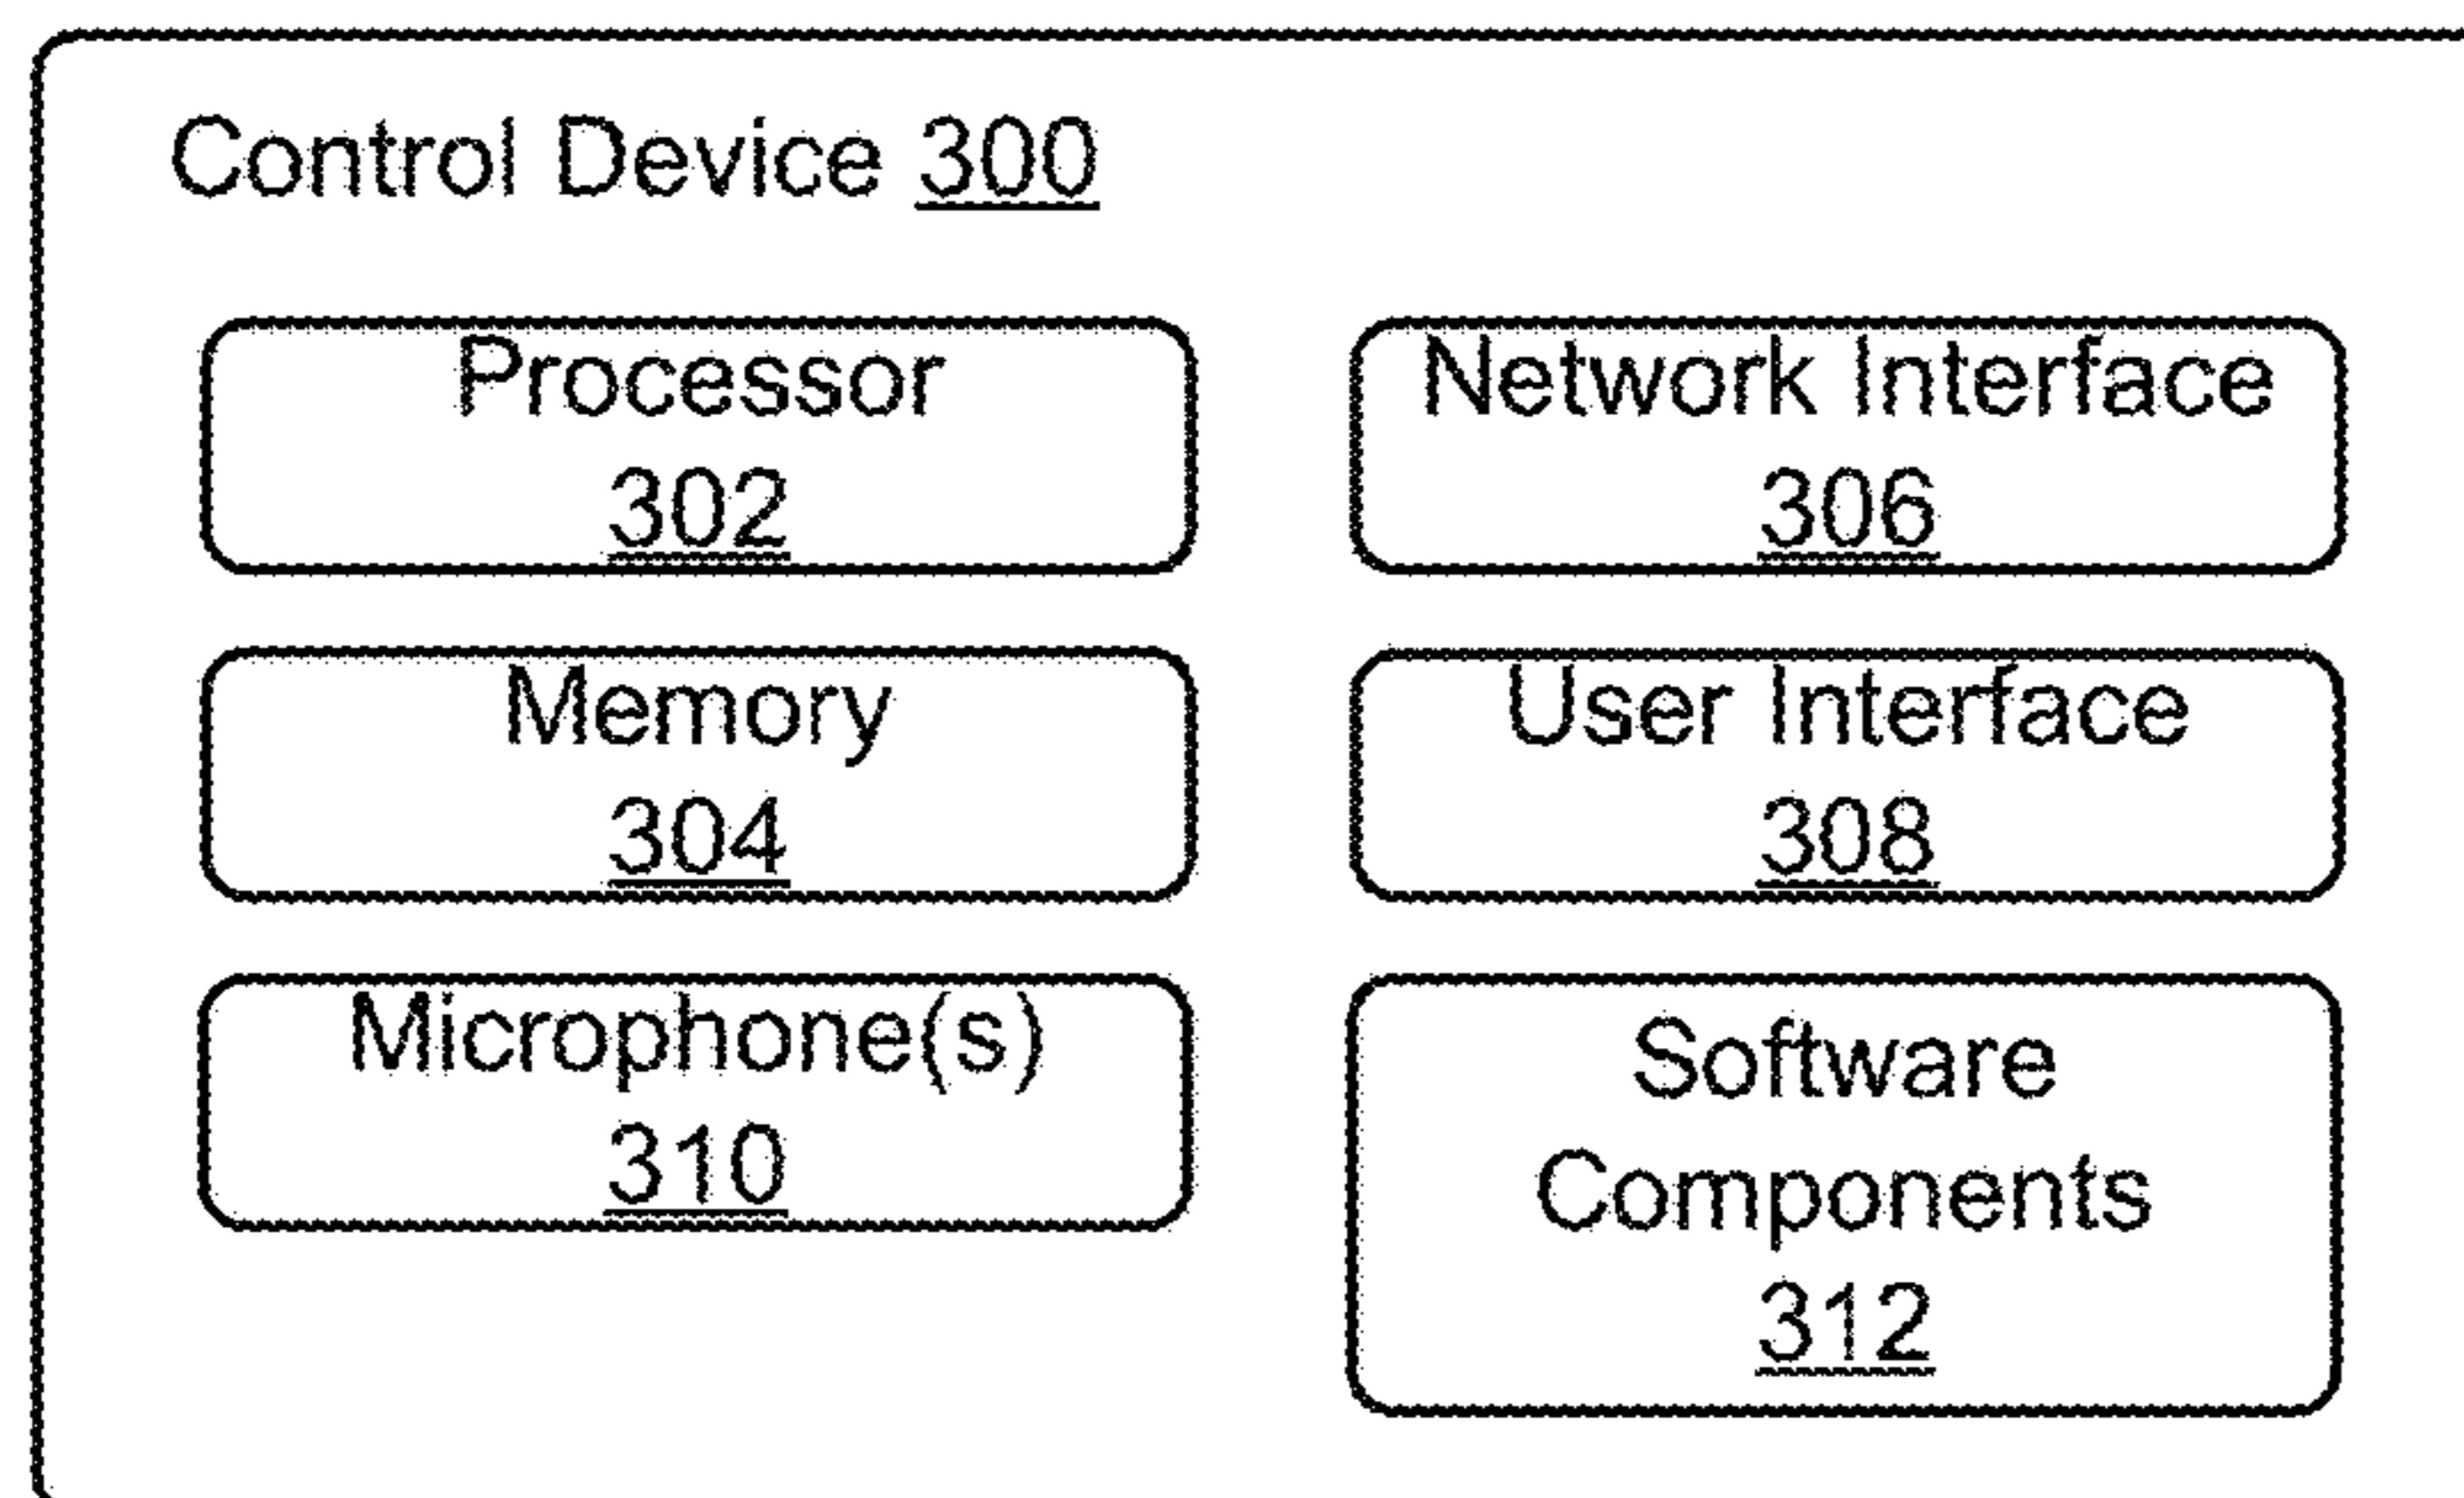 Control Device 300
Processor
302
Network Interface
306
Memory
304
User Interface
308
Microphone(s)
310
Software
Components
312